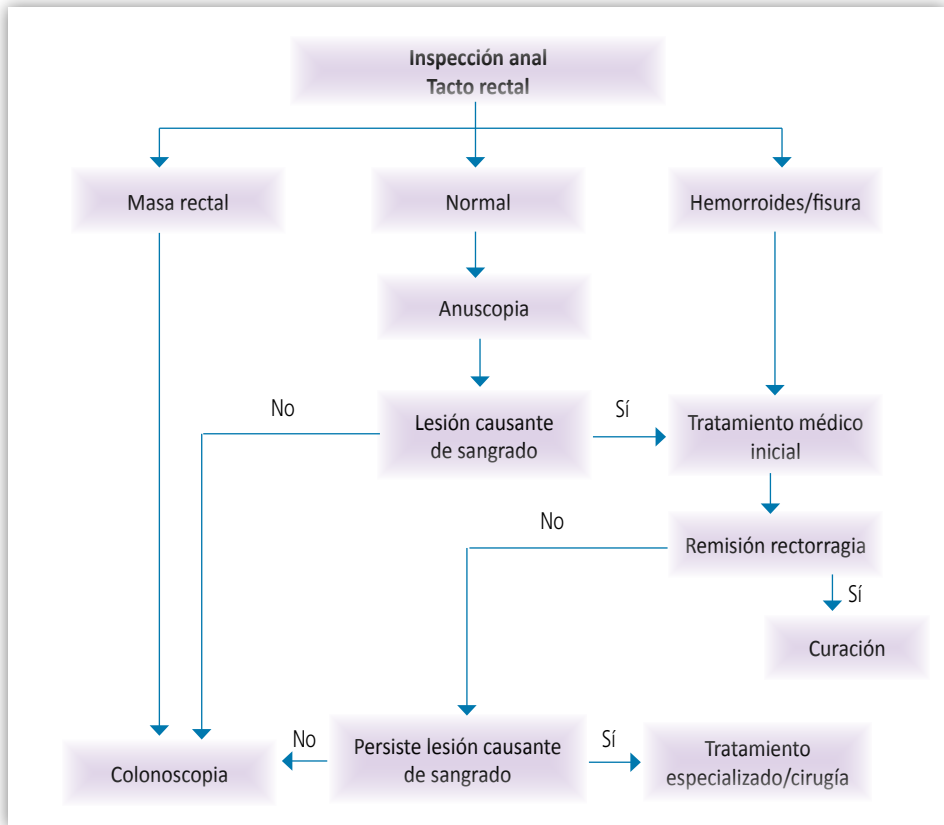 Inspección anal
Tacto rectal
Masa rectal
Normal
Hemorroides/fisura
Anuscopia
No
Lesión causante
de sangrado
Sí
Tratamiento médico
inicial
No
Remisión rectorragia
Sí
Curación
Colonoscopia
No
Persiste lesión causante
de sangrado
Sí
Tratamiento
especializado/cirugía